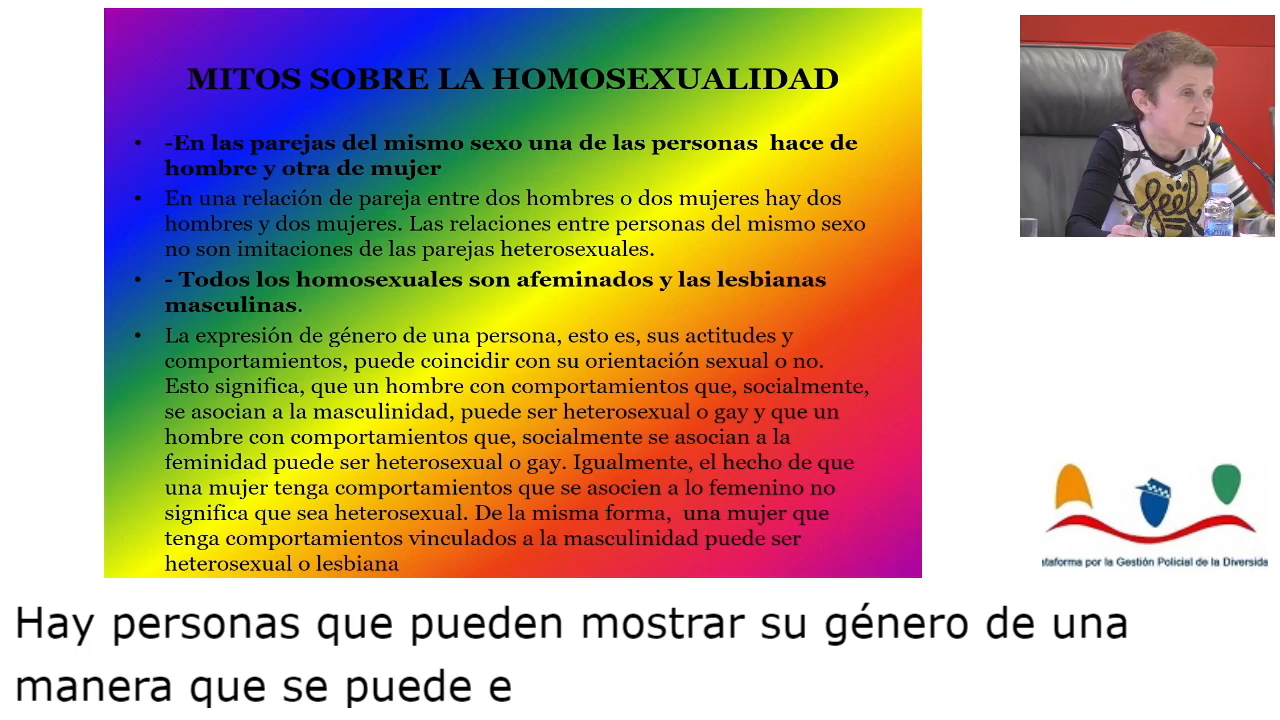 MITOS SOBRE LA HOMOSEXUALIDAD
• -En las parejas del mismo sexo una de las personas hace de
hombre y otra de mujer
• En una relación de pareja entre dos hombres o dos mujeres hay dos
hombres y dos mujeres. Las relaciones entre personas del mismo sexo
no son imitaciones de las parejas heterosexuales.
• - Todos los homosexuales son afeminados y las lesbianas
masculinas.
• La expresión de género de una persona, esto es, sus actitudes y
comportamientos, puede coincidir con su orientación sexual o no.
Esto significa, que un hombre con comportamientos que, socialmente,
se asocian a la masculinidad, puede ser heterosexual o gay y que un
hombre con comportamientos que, socialmente se asocian a la
feminidad puede ser heterosexual o gay. Igualmente, el hecho de que
una mujer tenga comportamientos que se asocien a lo femenino no
significa que sea heterosexual. De la misma forma, una mujer que
tenga comportamientos vinculados a la masculinidad puede ser
heterosexual o lesbiana
feel
ataforma por la Gestión Policial de la Diversida
Hay personas que pueden mostrar su género de una
manera que se puede e